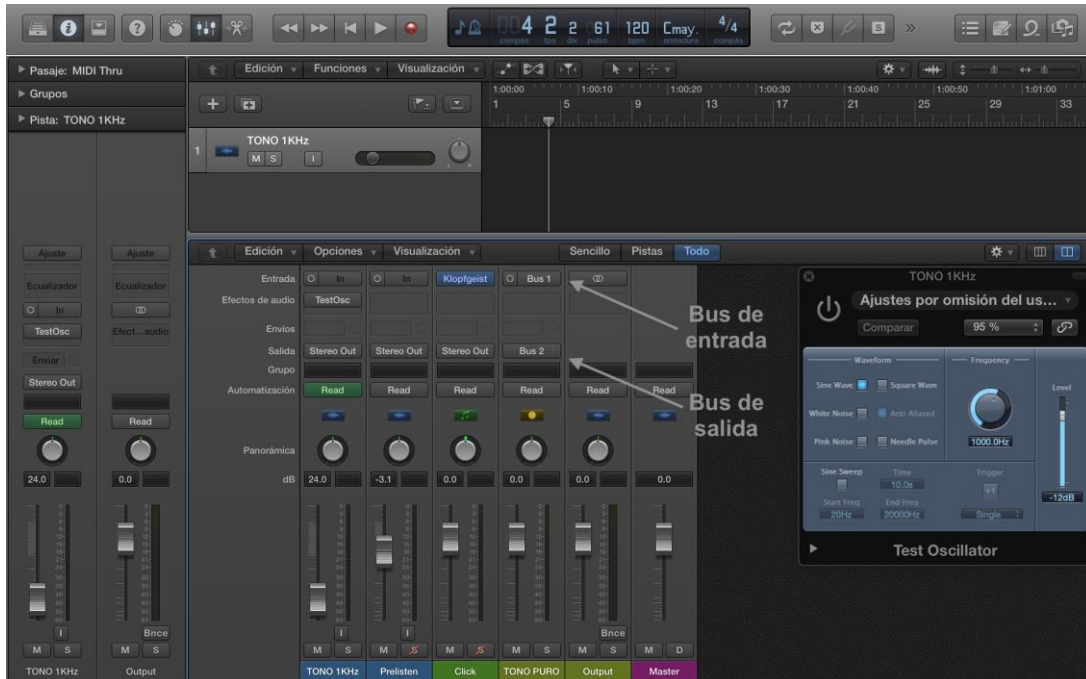 4 2 2 61 120 Cmay. 4/4
compás tpo div pulso bpm armadura compás
Pasaje: MIDI Thru
Grupos
Pista: TONO 1KHz
Edición Funciones Visualización
1:00:00 1:00:10 1:00:20 1:00:30 1:00:40 1:00:50 1:01:00
1 5 9 13 17 21 25 29 33
1 TONO 1KHz
M S I
Edición Opciones Visualización Sencillo Pistas Todo
Ajuste Ajuste
Ecualizador Ecualizador
In
TestOsc Efect...audio
Enviar
Stereo Out
Read Read
24.0 0.0
I Bnce
M S M S
TONO 1KHz Output
Entrada In In Klopfgeist Bus 1
Efectos de audio TestOsc
Envíos
Salida Stereo Out Stereo Out Stereo Out Bus 2
Grupo
Automatización Read Read Read Read Read Read
Panorámica
dB 24.0 -3.1 0.0 0.0 0.0 0.0
I I Bnce
M S M S M S M S M S M D
TONO 1KHz Prelisten Click TONO PURO Output Master
Bus de
entrada
Bus de
salida
TONO 1KHz
Ajustes por omisión del us...
Comparar 95 %
Waveform Frequency
Sine Wave Square Wave Level
White Noise Anti Aliased
Pink Noise Needle Pulse 1000.0Hz
Sine Sweep Time Trigger
10.0s
Start Freq End Freq
20Hz 20000Hz Single
-12dB
Test Oscillator